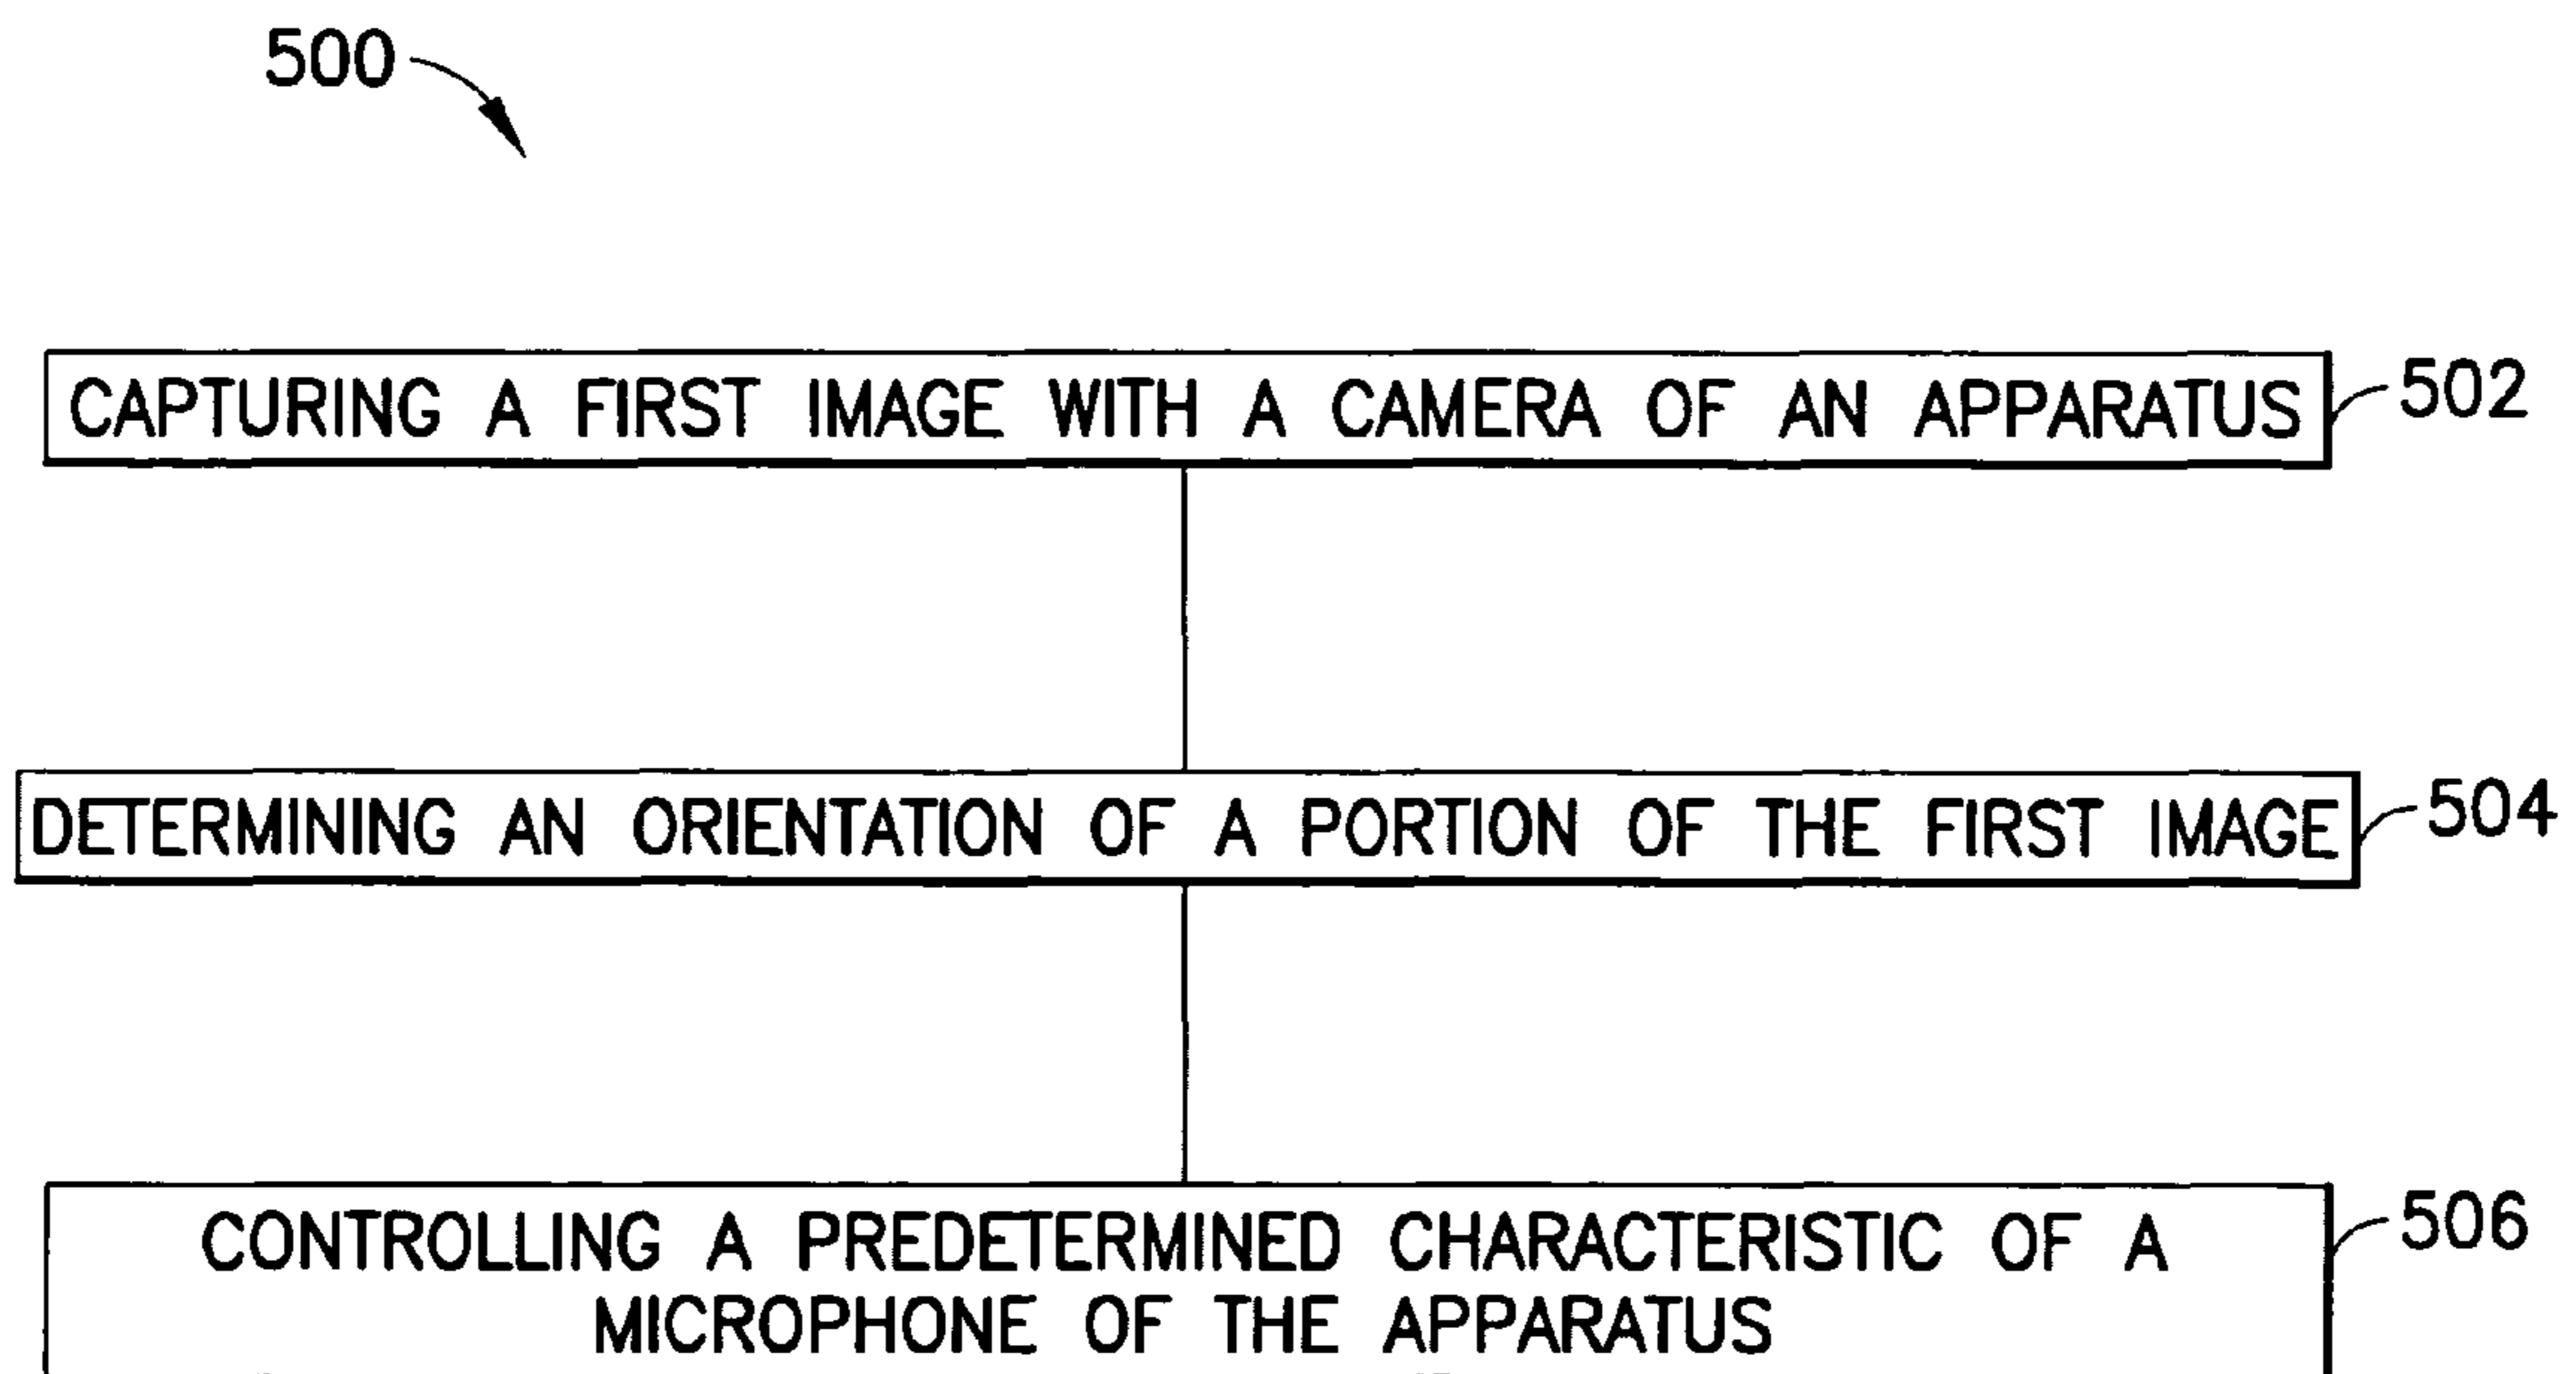 500
CAPTURING A FIRST IMAGE WITH A CAMERA OF AN APPARATUS
502
DETERMINING AN ORIENTATION OF A PORTION OF THE FIRST IMAGE
504
CONTROLLING A PREDETERMINED CHARACTERISTIC OF A
MICROPHONE OF THE APPARATUS
506